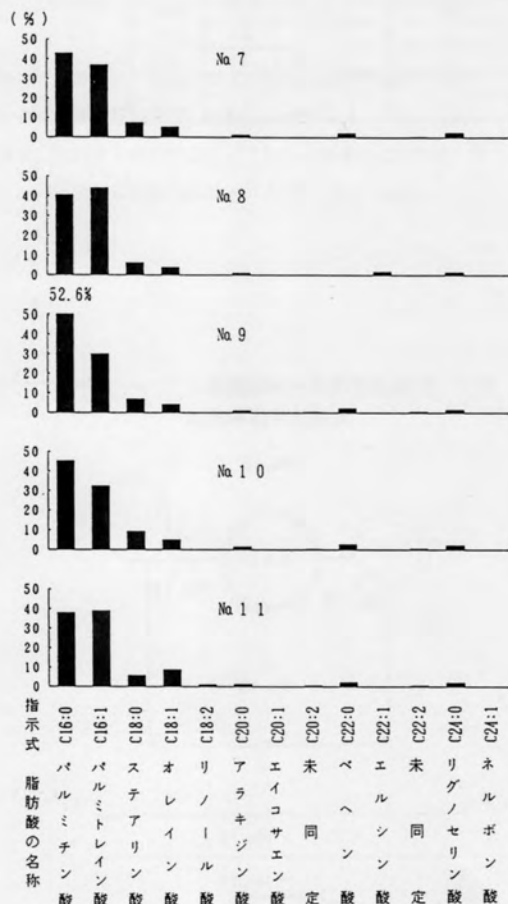 (%)
50
40
30
20
10
0
No.7
50
40
30
20
10
0
No.8
52.6%
30
20
10
0
No.9
40
30
20
10
0
No.10
50
40
30
20
10
0
No.11
指示式 C16:0 C16:1 C18:0 C18:1 C18:2 C20:0 C20:1 C20:2 C22:0 C22:1 C22:2 C24:0 C24:1
脂肪酸の名称
パルミチン酸
パルミトレイン酸
ステアリン酸
オレイン酸
リノール酸
アラキジン酸
エイコサエン酸
未同定
ベヘン酸
エルシン酸
未同定
リグノセリン酸
ネルボン酸